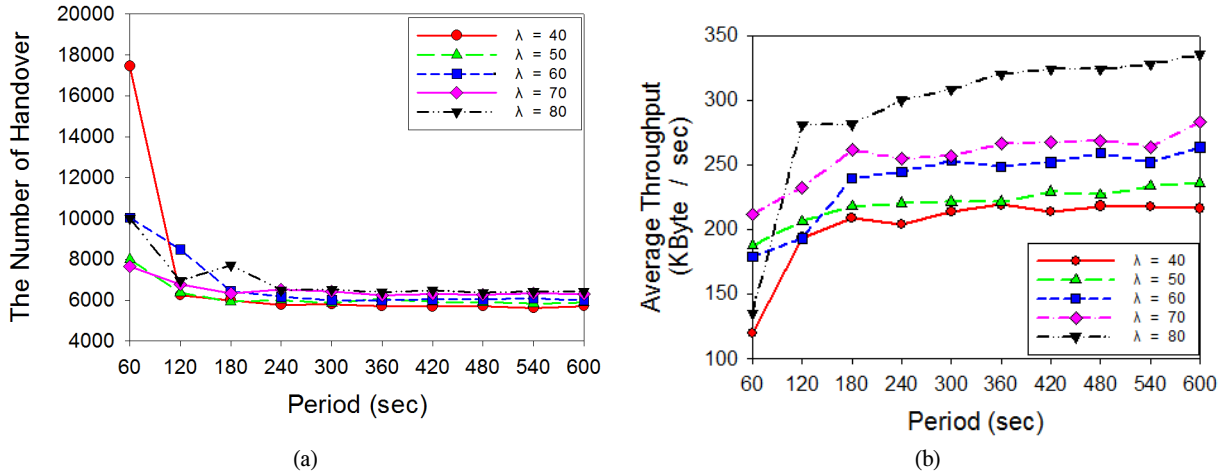 20000
18000
16000
14000
12000
10000
8000
6000
4000
The Number of Handover
λ = 40
λ = 50
λ = 60
λ = 70
λ = 80
60 120 180 240 300 360 420 480 540 600
Period (sec)
(a)
350
300
250
200
150
100
Average Throughput
(KByte / sec)
λ = 40
λ = 50
λ = 60
λ = 70
λ = 80
60 120 180 240 300 360 420 480 540 600
Period (sec)
(b)